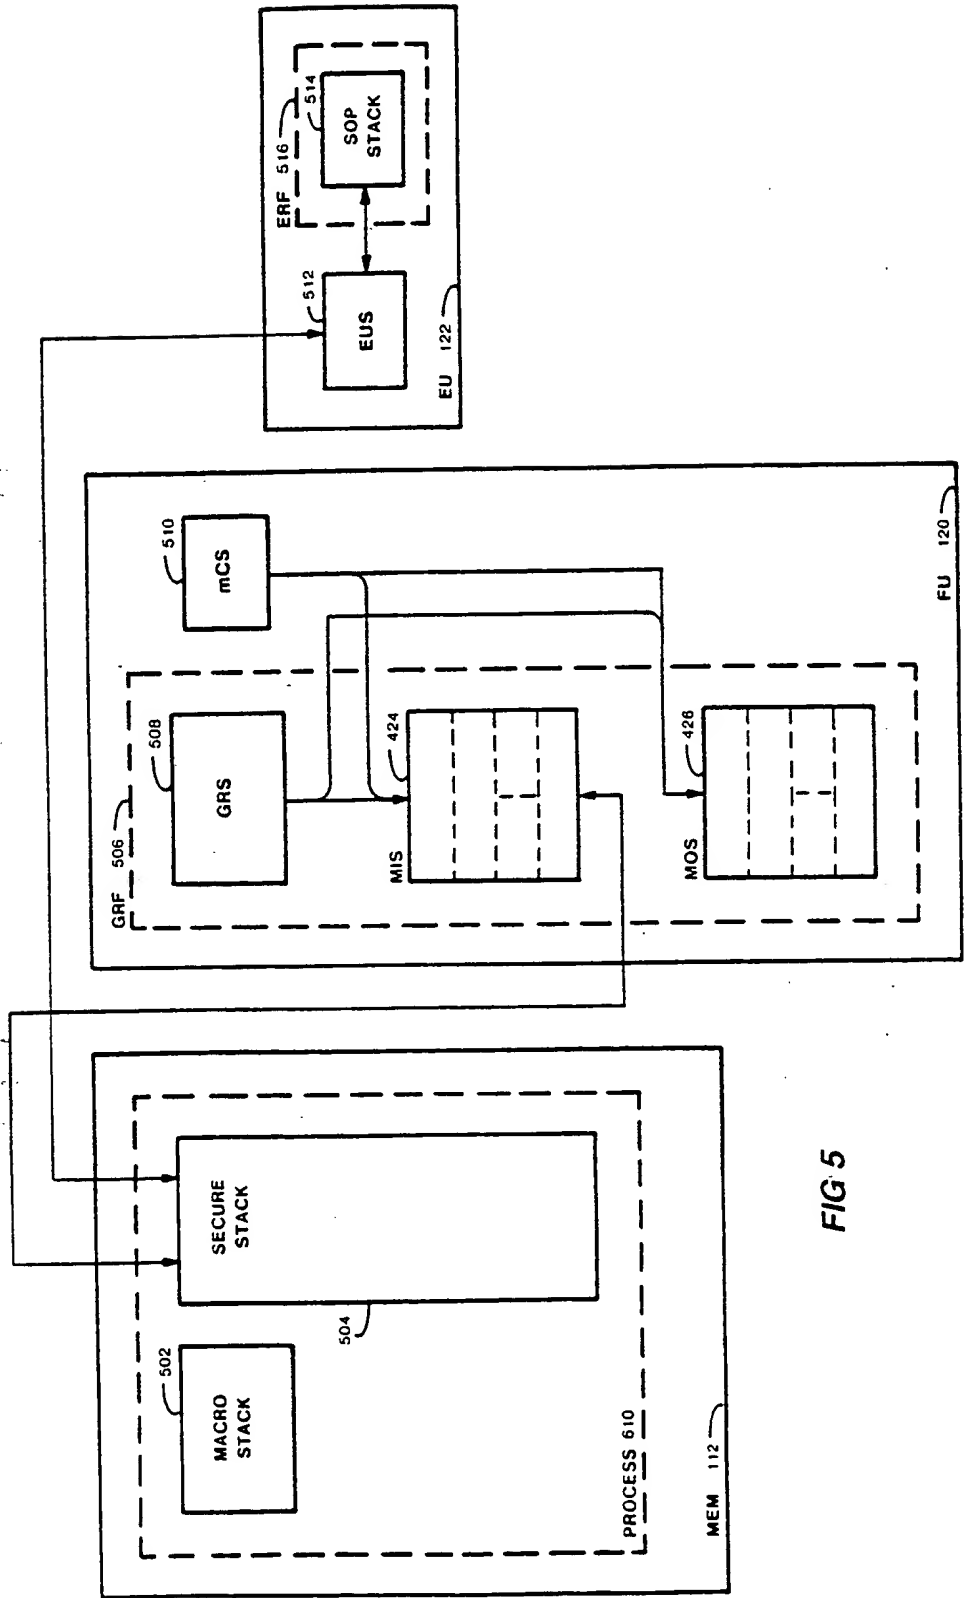 MACRO
STACK
502
SECURE
STACK
504
PROCESS 610
MEM 112
GRF 506
GRS
508
mCS
510
MIS
424
MOS
426
FU 120
EUS
512
ERF 516
SOP
STACK
514
EU 122
FIG 5